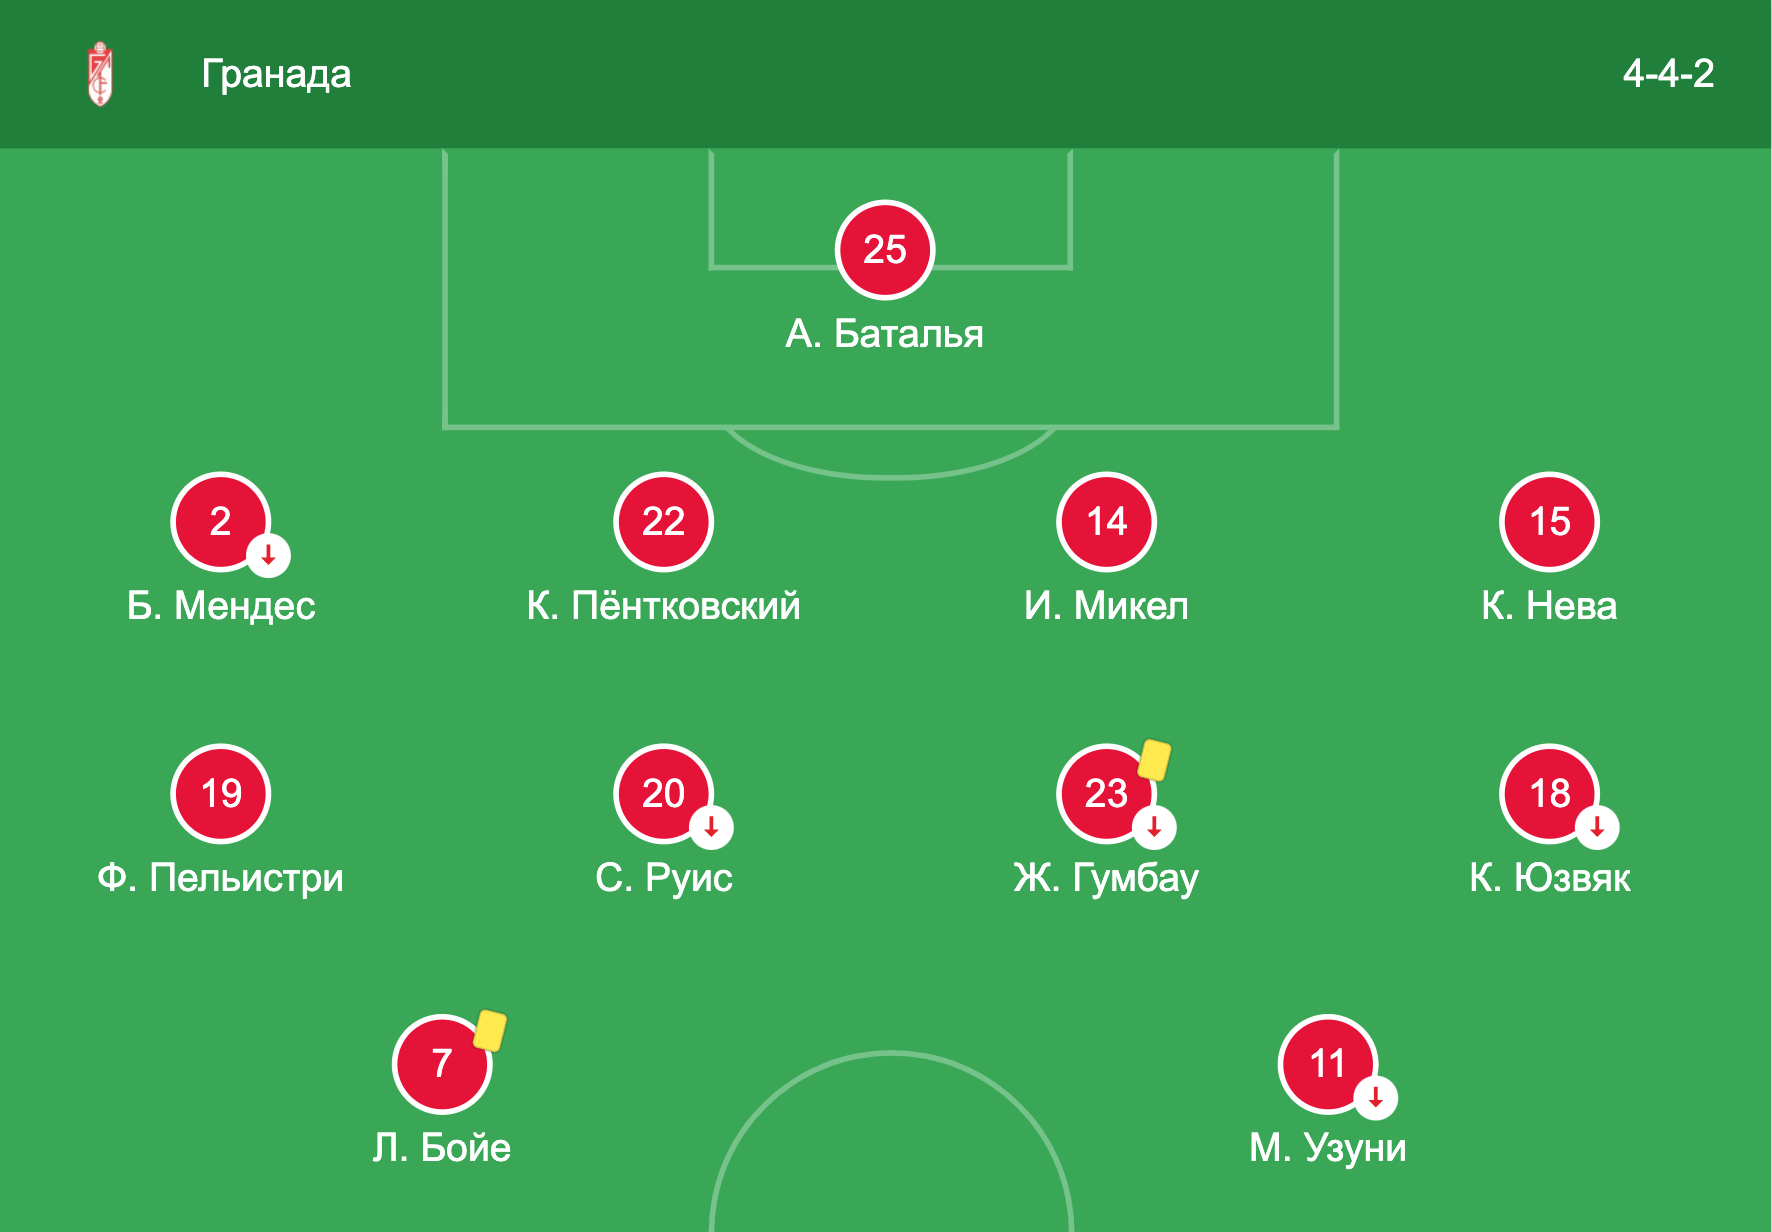 Гранада
4-4-2
25
А. Баталья
2
22
14
15
Б. Мендес
К. Пёнтковский
И. Микел
К. Нева
19
20
23
18
Ф. Пельистри
С. Руис
Ж. Гумбау
К. Юзвяк
7
11
Л. Бойе
М. Узуни